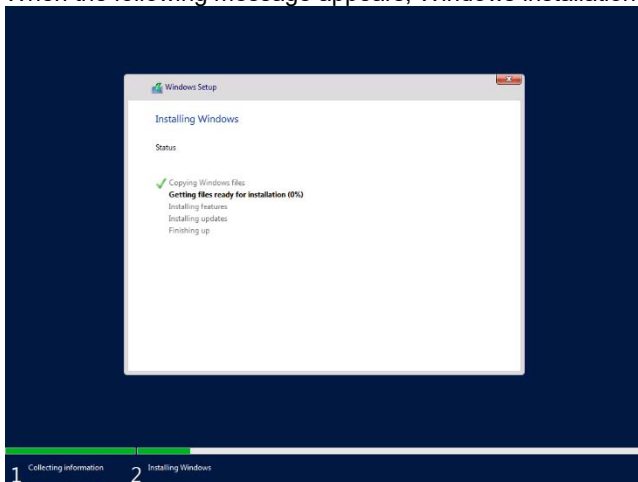 When the following message appears, Windows installation
Windows Setup
Installing Windows
Status
Copying Windows files
Getting files ready for installation (0%)
Installing features
Installing updates
Finishing up
1 Collecting information 2 Installing Windows